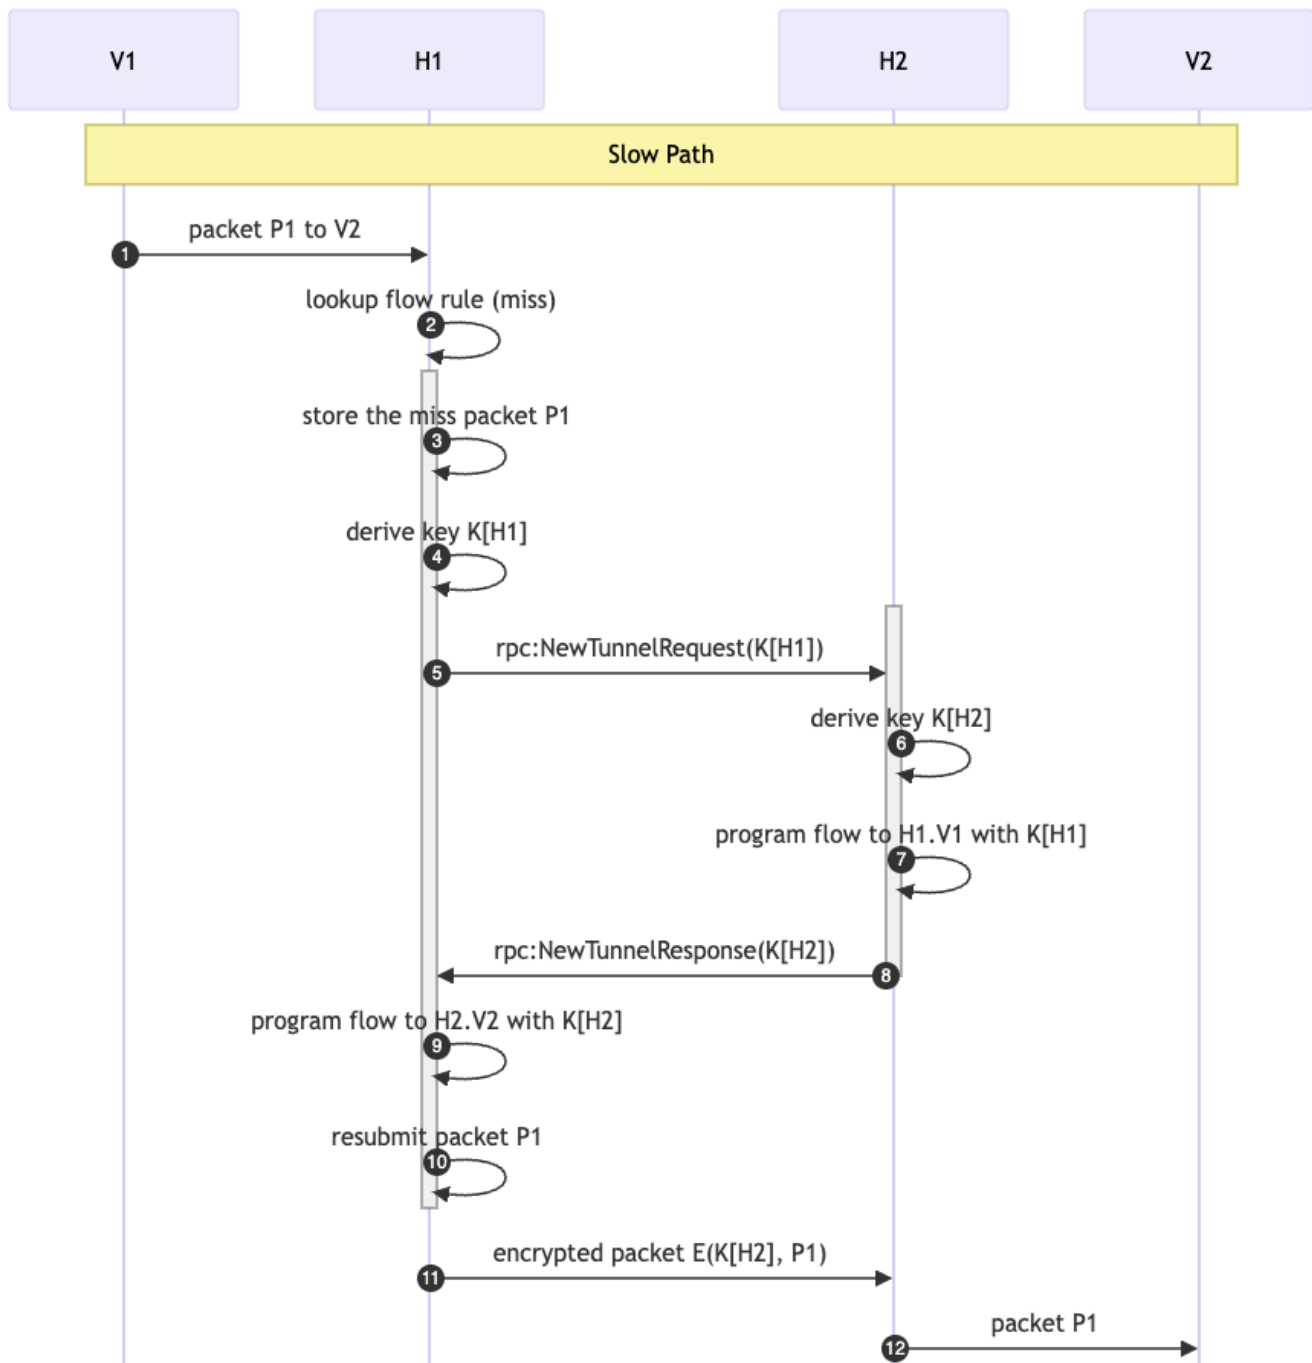 V1
H1
H2
V2
Slow Path
packet P1 to V2
1
lookup flow rule (miss)
2
store the miss packet P1
3
derive key K[H1]
4
rpc:NewTunnelRequest(K[H1])
5
derive key K[H2]
6
program flow to H1.V1 with K[H1]
7
rpc:NewTunnelResponse(K[H2])
8
program flow to H2.V2 with K[H2]
9
resubmit packet P1
10
encrypted packet E(K[H2], P1)
11
packet P1
12